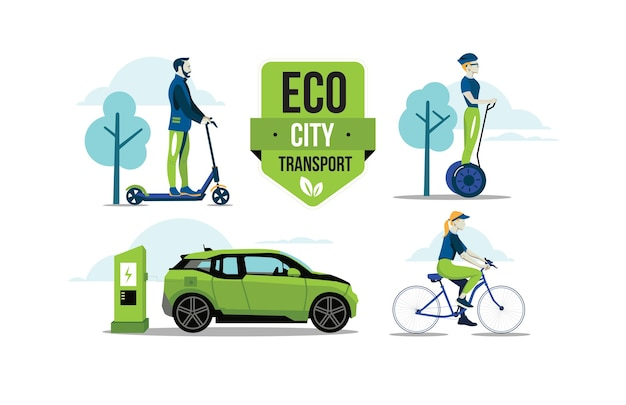 ECO
· CITY ·
TRANSPORT